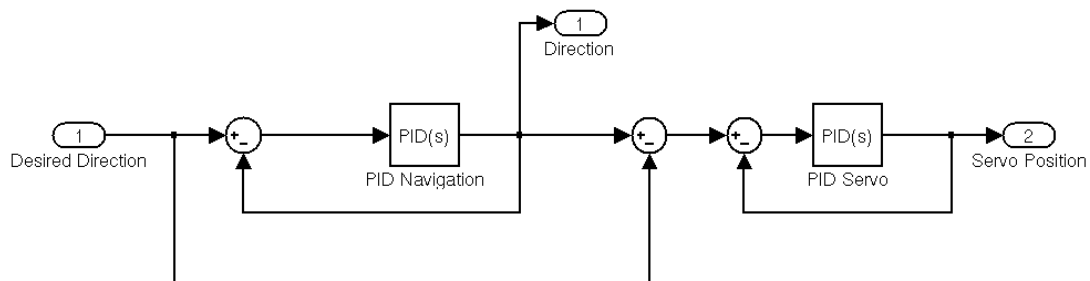 1
Direction
1
Desired Direction
+
−
PID(s)
PID Navigation
+
−
+
−
PID(s)
PID Servo
2
Servo Position